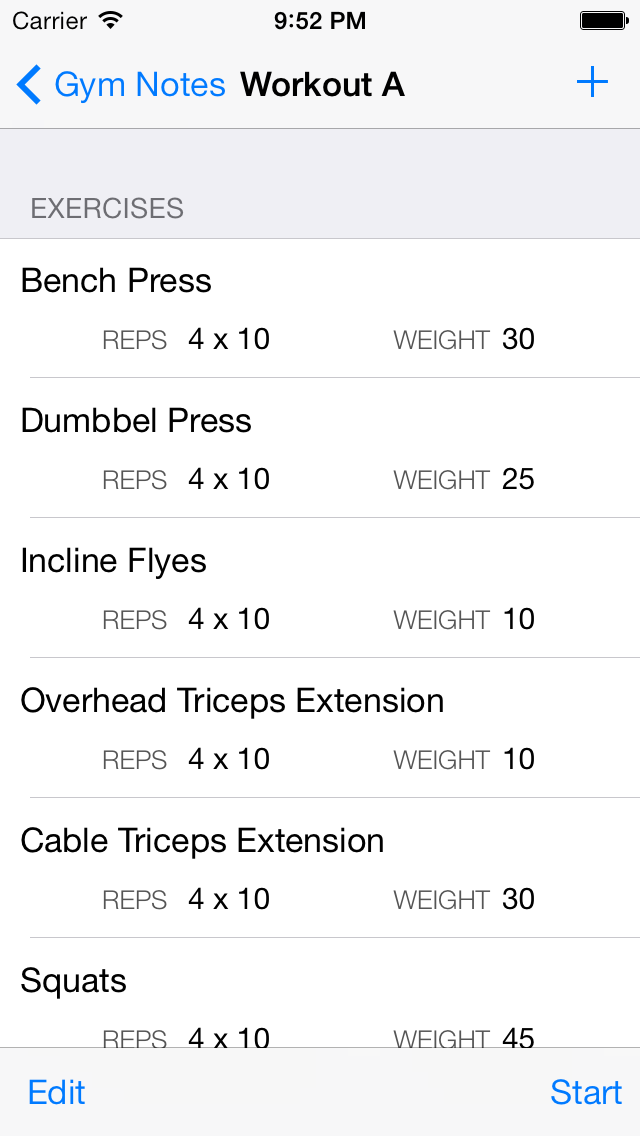 Carrier 9:52 PM
Gym Notes Workout A +
EXERCISES
Bench Press
REPS 4 x 10 WEIGHT 30
Dumbbel Press
REPS 4 x 10 WEIGHT 25
Incline Flyes
REPS 4 x 10 WEIGHT 10
Overhead Triceps Extension
REPS 4 x 10 WEIGHT 10
Cable Triceps Extension
REPS 4 x 10 WEIGHT 30
Squats
REPS 4 x 10 WEIGHT 45
Edit Start